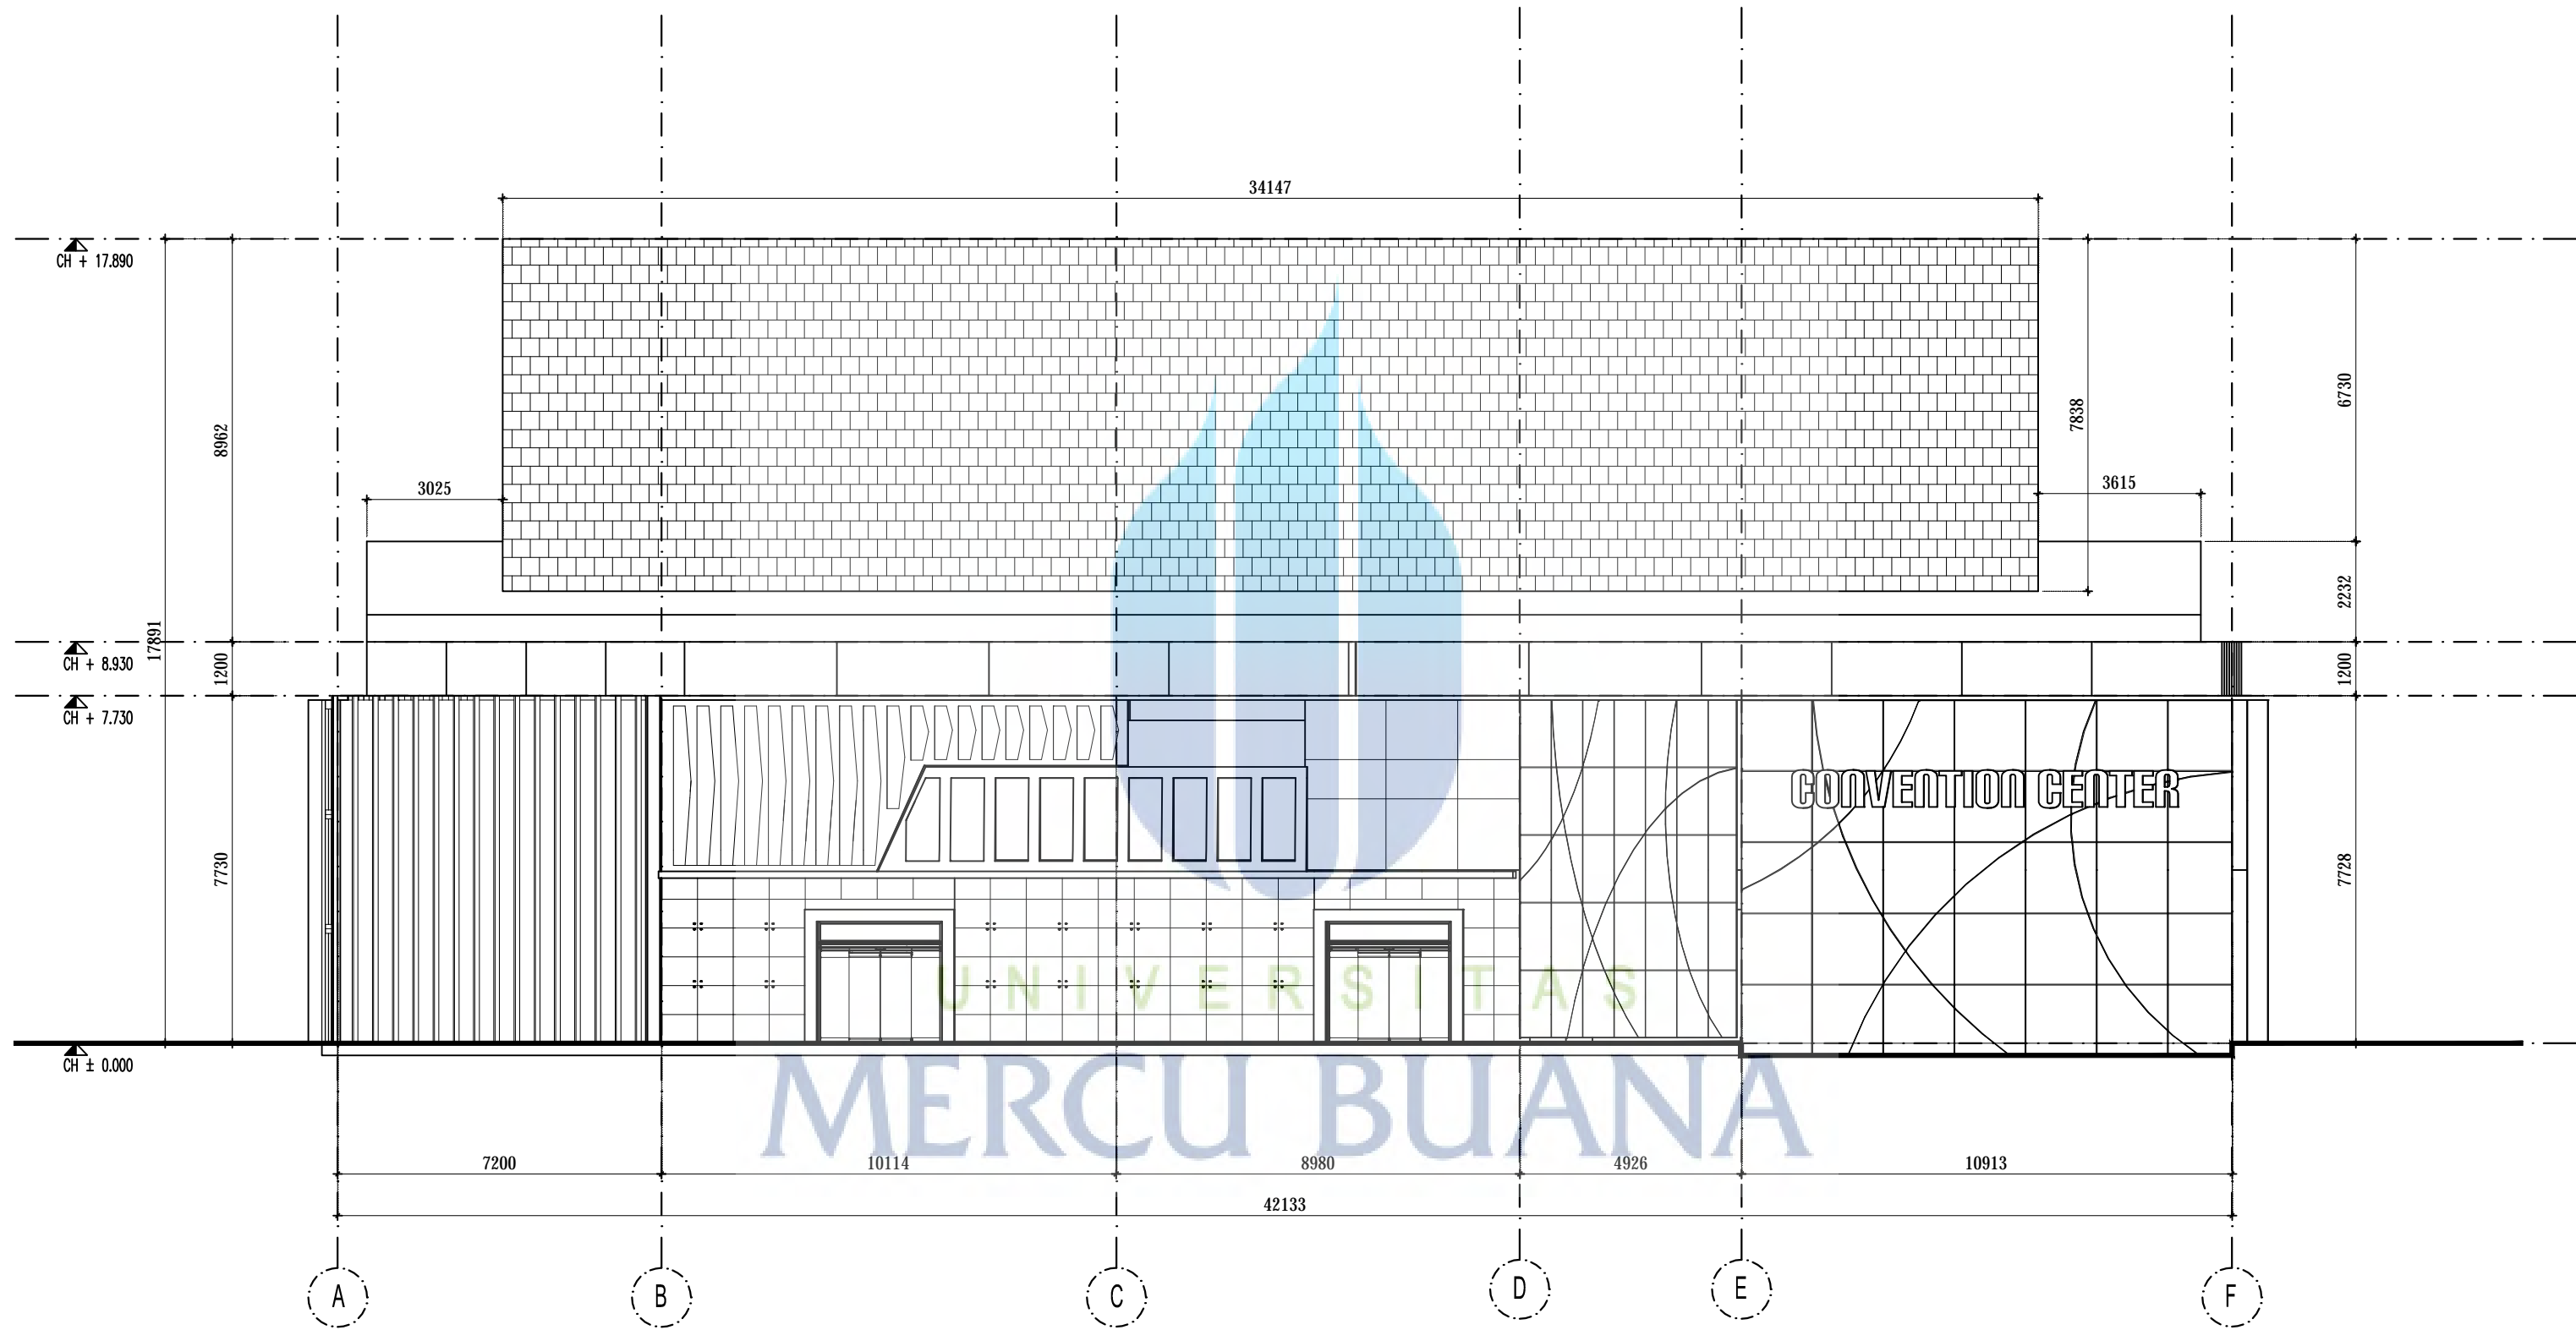 34147
CH + 17.890
6730
7838
8962
3025
3615
2232
17891
CH + 8.930
1200
1200
CH + 7.730
CONVENTION CENTER
7730
7728
UNIVERSITAS
CH ± 0.000
MERCU BUANA
7200
10114
8980
4926
10913
42133
A
B
C
D
E
F